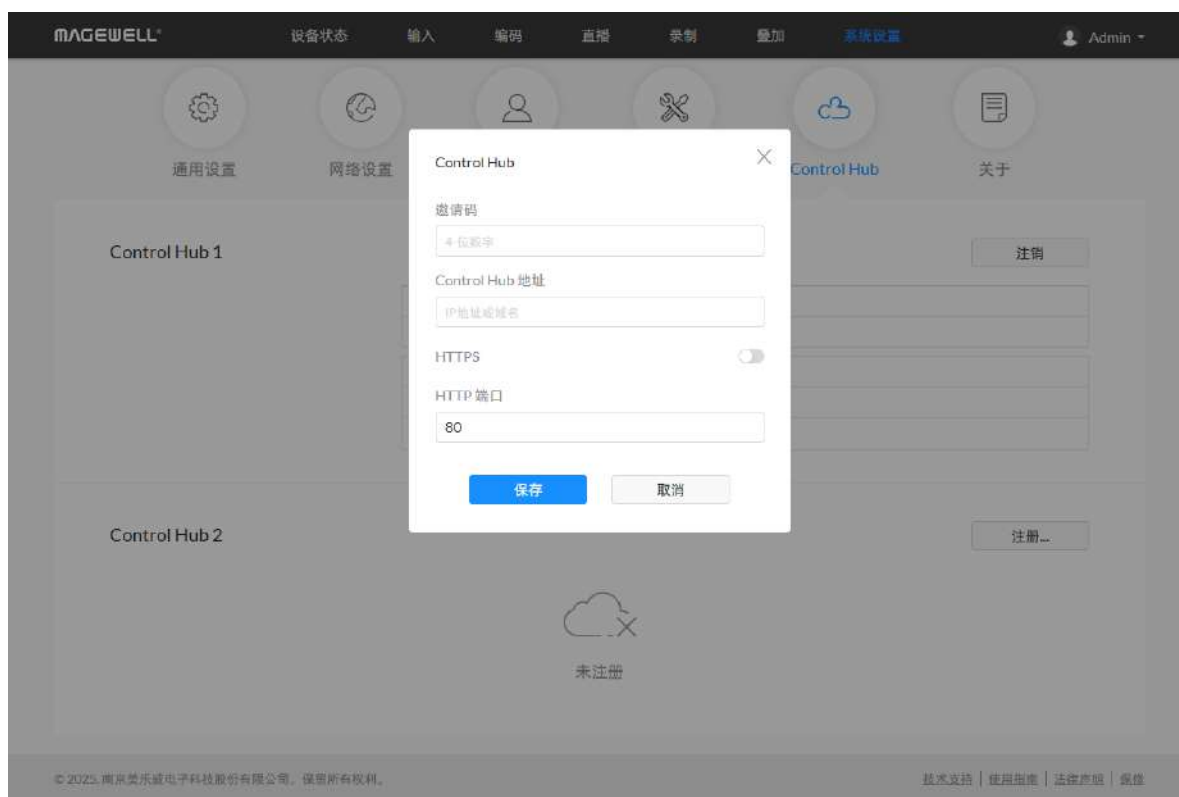 MAGEWELL
设备状态 输入 编码 直播 录制 叠加 系统设置 Admin
通用设置 网络设置 Control Hub 关于
Control Hub
邀请码
4 位数字
Control Hub 地址
IP地址或域名
HTTPS
HTTP 端口
80
保存 取消
Control Hub 1 注销
Control Hub 2 注册...
未注册
© 2025, 南京美乐威电子科技股份有限公司。保留所有权利。
技术支持 | 使用指南 | 法律声明 | 保修